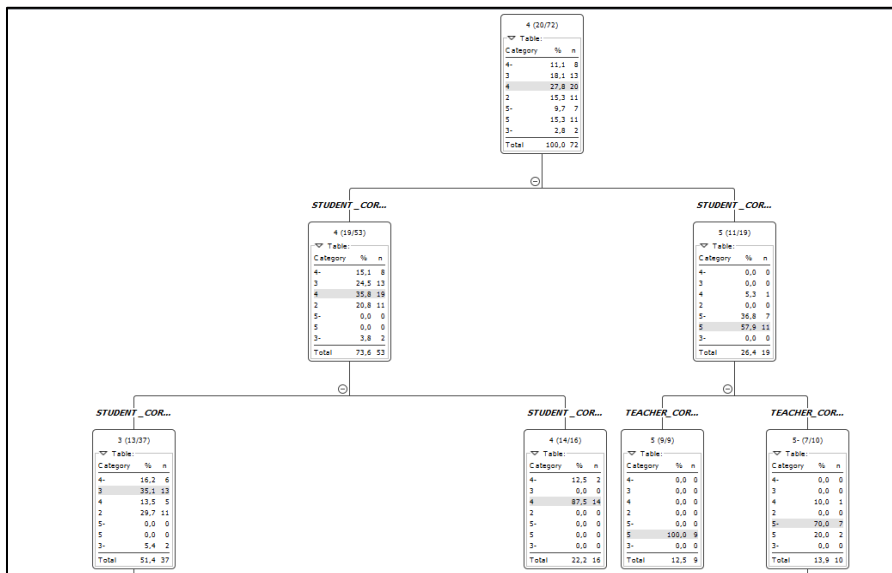 4 (20/72)
Table:
Category % n
4- 11,1 8
3 18,1 13
4 27,8 20
2 15,3 11
5- 9,7 7
5 15,3 11
3- 2,8 2
Total 100,0 72
STUDENT_COR...
STUDENT_COR...
4 (19/53)
Table:
Category % n
4- 15,1 8
3 24,5 13
4 35,8 19
2 20,8 11
5- 0,0 0
5 0,0 0
3- 3,8 2
Total 73,6 53
5 (11/19)
Table:
Category % n
4- 0,0 0
3 0,0 0
4 5,3 1
2 0,0 0
5- 36,8 7
5 57,9 11
3- 0,0 0
Total 26,4 19
STUDENT_COR...
STUDENT_COR...
TEACHER_COR...
TEACHER_COR...
3 (13/37)
Table:
Category % n
4- 16,2 6
3 35,1 13
4 13,5 5
2 29,7 11
5- 0,0 0
5 0,0 0
3- 5,4 2
Total 51,4 37
4 (14/16)
Table:
Category % n
4- 12,5 2
3 0,0 0
4 87,5 14
2 0,0 0
5- 0,0 0
5 0,0 0
3- 0,0 0
Total 22,2 16
5 (9/9)
Table:
Category % n
4- 0,0 0
3 0,0 0
4 0,0 0
2 0,0 0
5- 0,0 0
5 100,0 9
3- 0,0 0
Total 12,5 9
5- (7/10)
Table:
Category % n
4- 0,0 0
3 0,0 0
4 10,0 1
2 0,0 0
5- 70,0 7
5 20,0 2
3- 0,0 0
Total 13,9 10